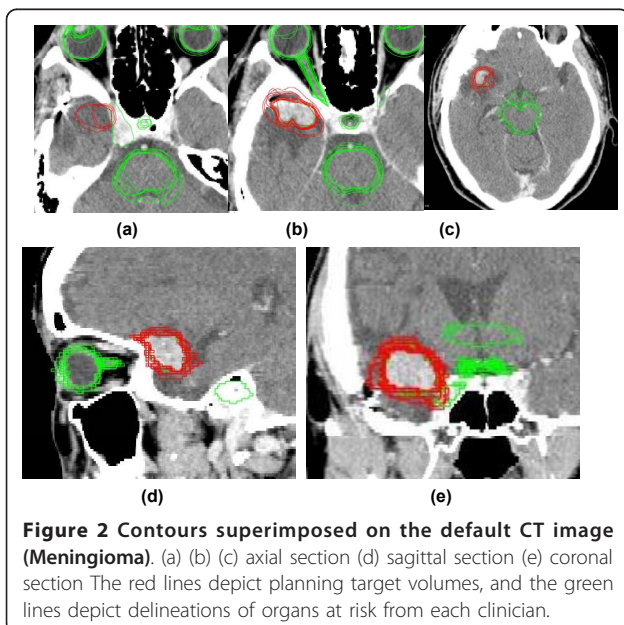 (a) (b) (c)
(d) (e)
Figure 2 Contours superimposed on the default CT image
(Meningioma). (a) (b) (c) axial section (d) sagittal section (e) coronal
section The red lines depict planning target volumes, and the green
lines depict delineations of organs at risk from each clinician.